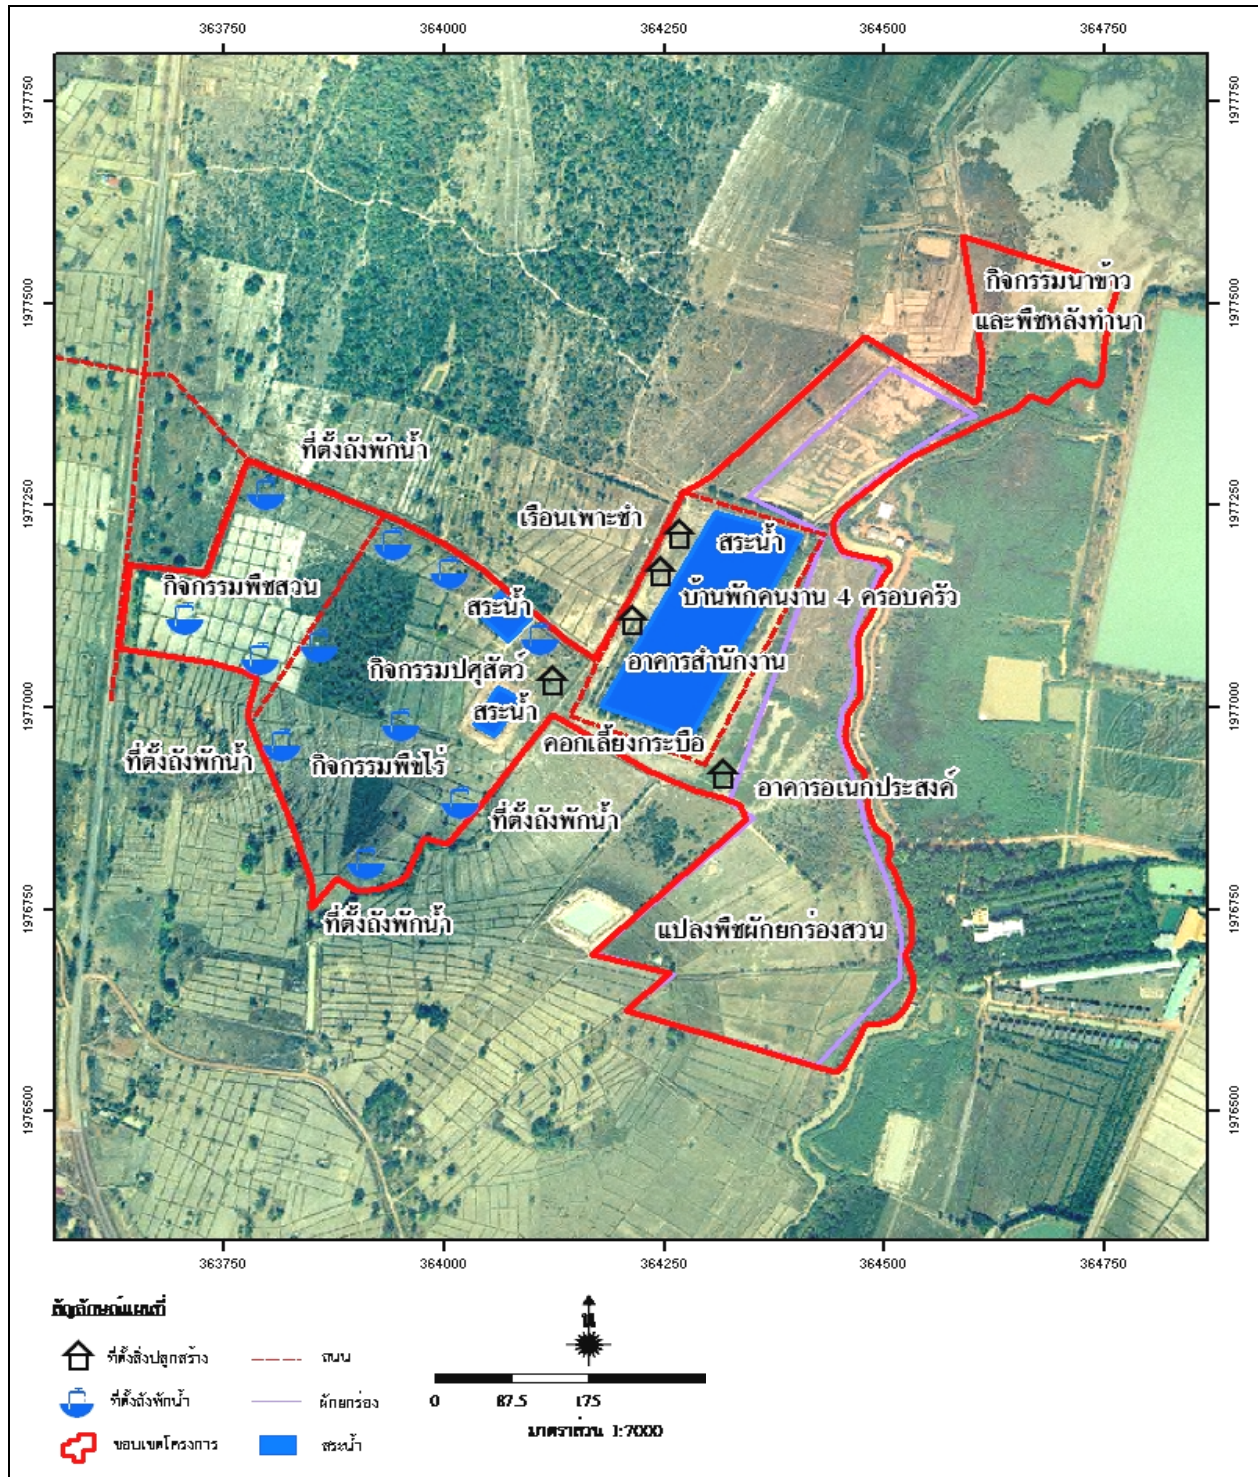 363750 364000 364250 364500 364750
1977750 1977750
กิจกรรมนาข้าว
1977500 1977500
และพืชหลังทำนา
ที่ตั้งถังพักน้ำ
1977250 1977250
เรือนเพาะชำ
สระน้ำ
กิจกรรมพืชสวน
บ้านพักคนงาน 4 ครอบครัว
สระน้ำ
กิจกรรมปศุสัตว์
อาคารสำนักงาน
1977000 1977000
สระน้ำ
คอกเลี้ยงกระบือ
ที่ตั้งถังพักน้ำ
กิจกรรมพืชไร่
อาคารอเนกประสงค์
ที่ตั้งถังพักน้ำ
1976750 1976750
ที่ตั้งถังพักน้ำ
แปลงพืชผักยกร่องสวน
1976500 1976500
363750 364000 364250 364500 364750
สัญลักษณ์แผนที่
น
ที่ตั้งสิ่งปลูกสร้าง ถนน
ที่ตั้งถังพักน้ำ ผักยกร่อง
0 87.5 175
มาตราส่วน 1:7000
ขอบเขตโครงการ สระน้ำ